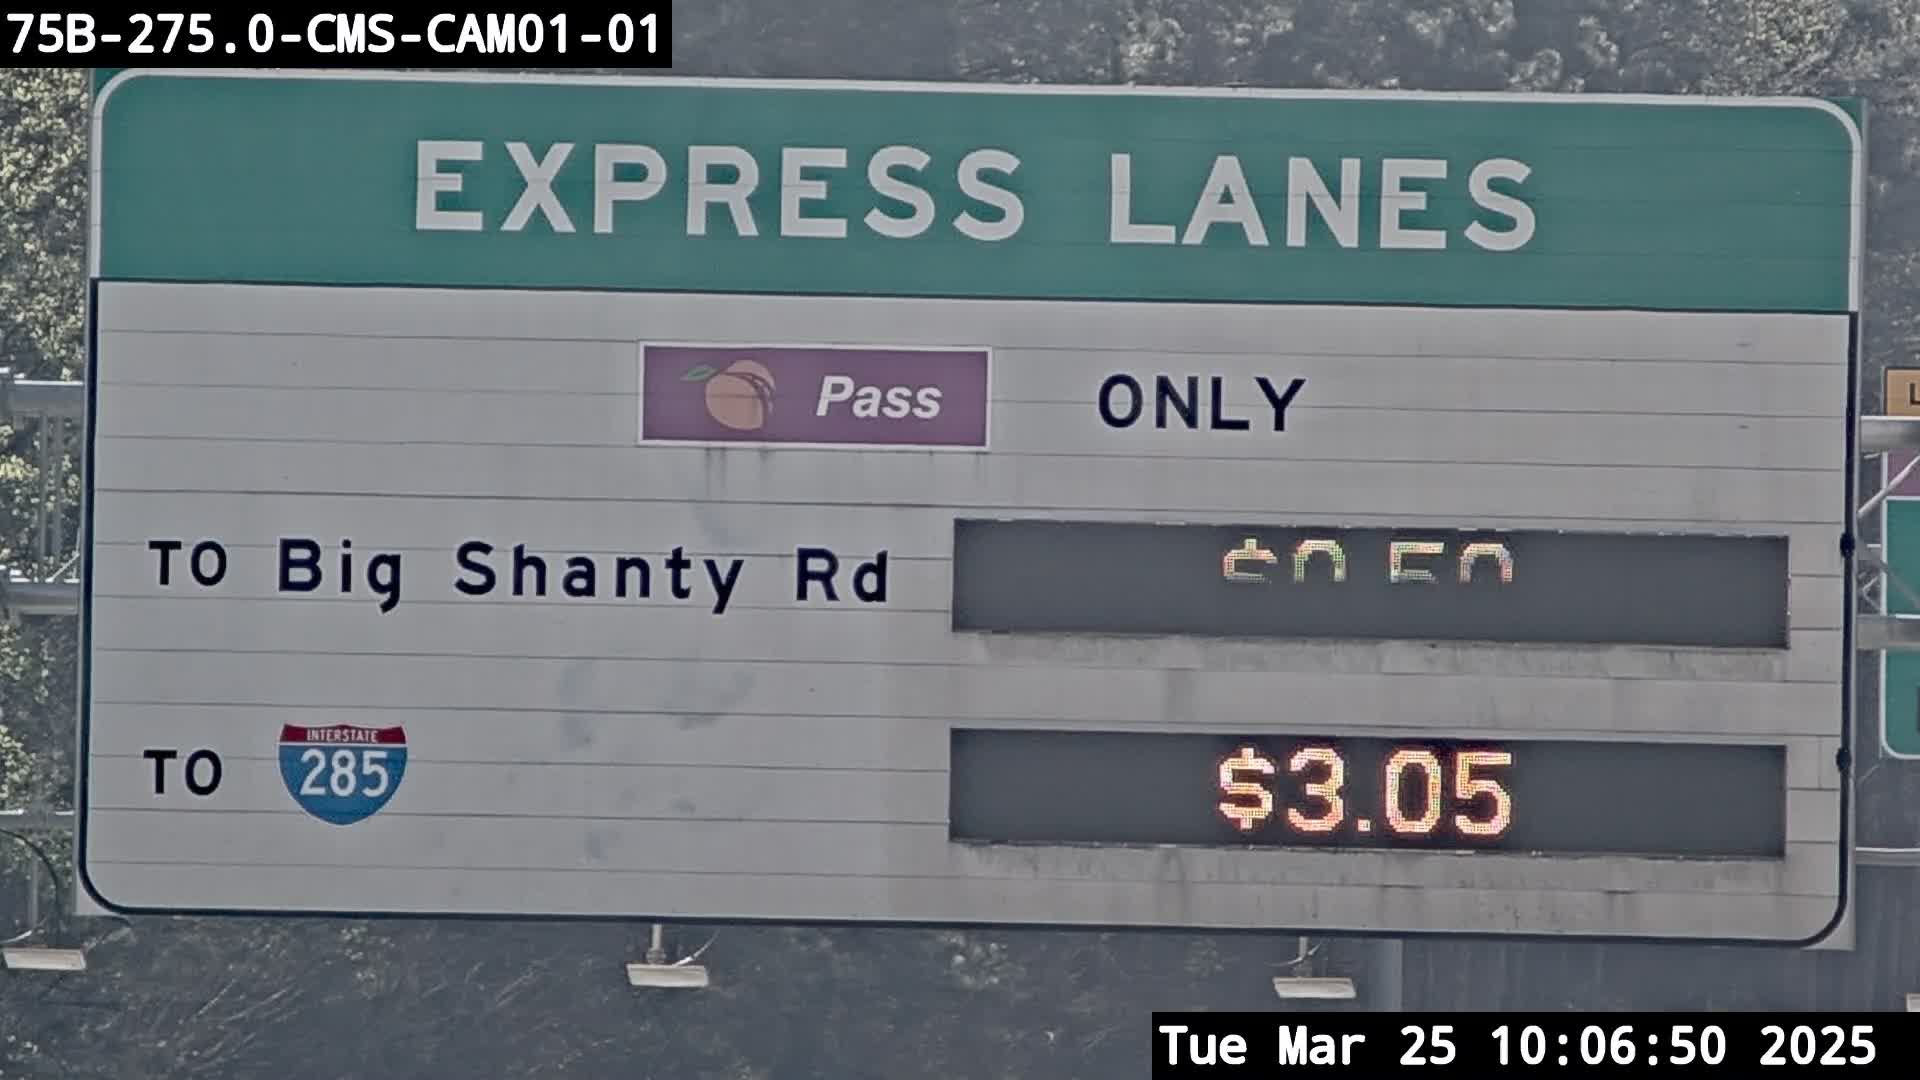 75B-275.0-CMS-CAM01-01
EXPRESS LANES
Pass ONLY
TO Big Shanty Rd
TO INTERSTATE 285 $3.05
Tue Mar 25 10:06:50 2025